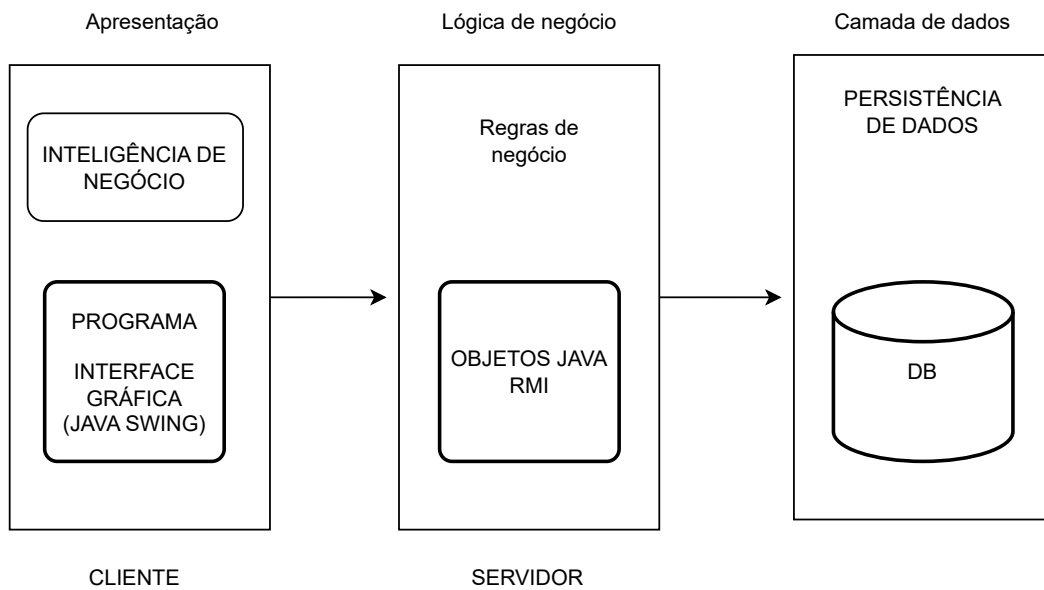 Apresentação
Lógica de negócio
Camada de dados
INTELIGÊNCIA DE
NEGÓCIO
PROGRAMA
INTERFACE
GRÁFICA
(JAVA SWING)
CLIENTE
Regras de
negócio
OBJETOS JAVA
RMI
SERVIDOR
PERSISTÊNCIA
DE DADOS
DB